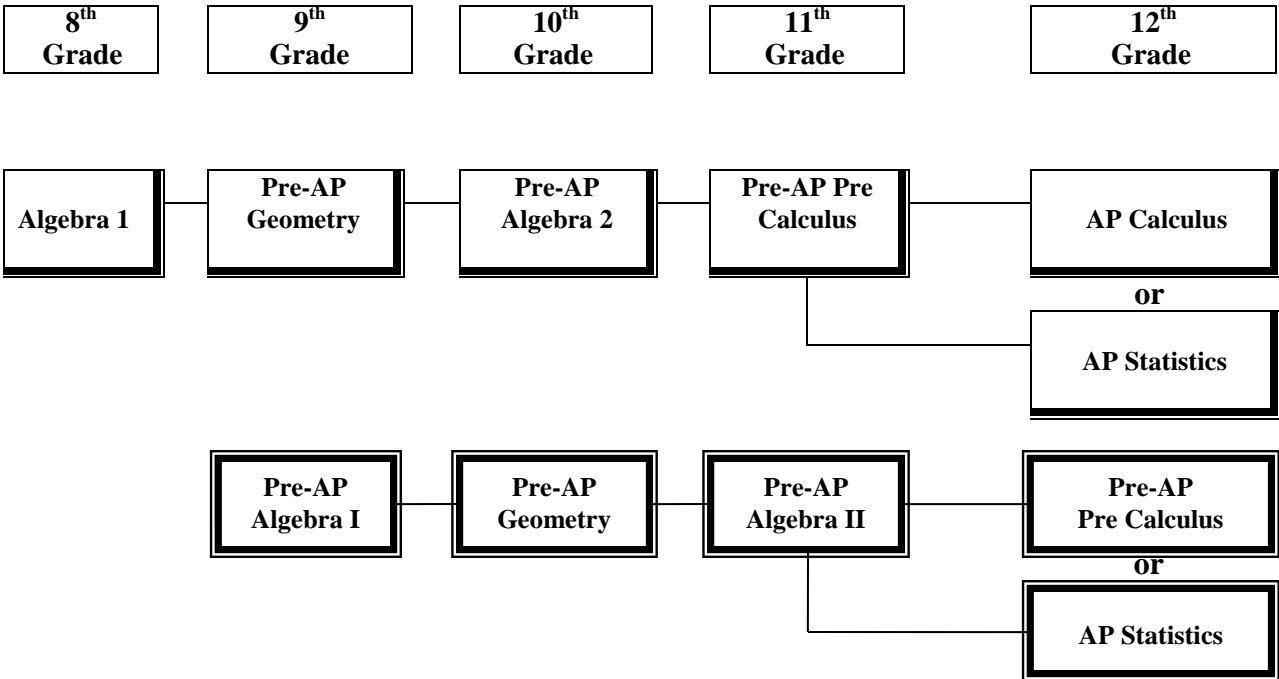 8th
Grade
9th
Grade
10th
Grade
11th
Grade
12th
Grade
Algebra 1
Pre-AP
Geometry
Pre-AP
Algebra 2
Pre-AP Pre
Calculus
AP Calculus
or
AP Statistics
Pre-AP
Algebra I
Pre-AP
Geometry
Pre-AP
Algebra II
Pre-AP
Pre Calculus
or
AP Statistics